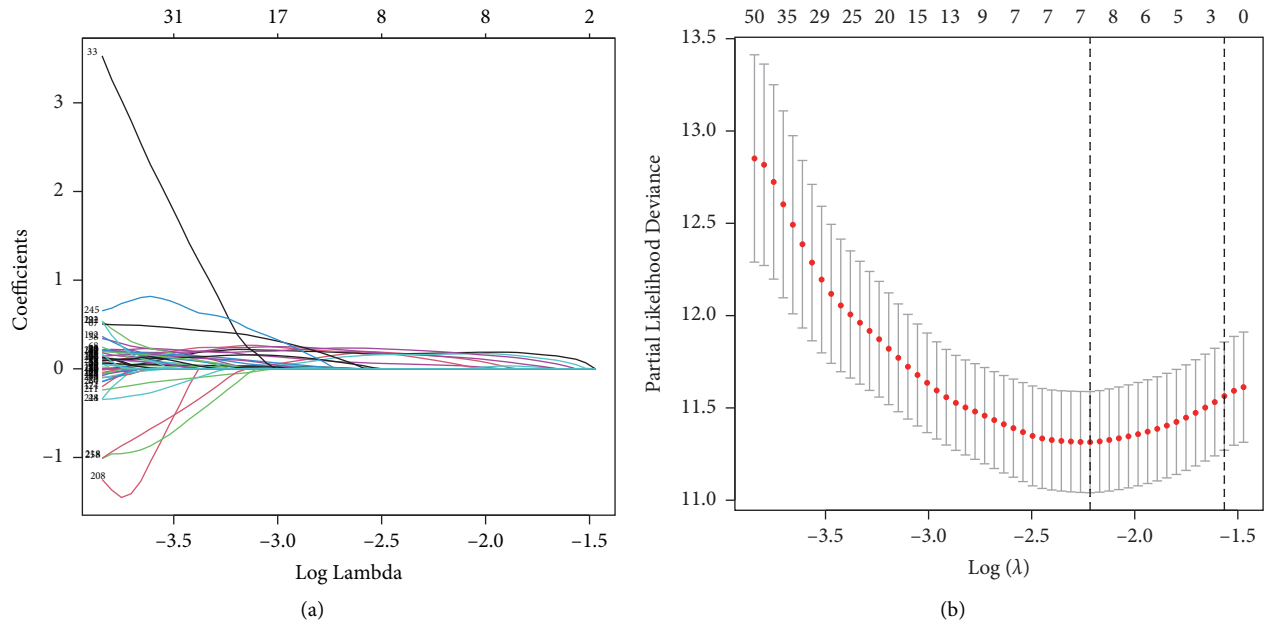 31 17 8 8 2
3
2
1
0
−1
33
245
208
−3.5 −3.0 −2.5 −2.0 −1.5
Coefficients
Log Lambda
(a)
50 35 29 25 20 15 13 9 7 7 7 8 6 5 3 0
13.5
13.0
12.5
12.0
11.5
11.0
−3.5 −3.0 −2.5 −2.0 −1.5
Partial Likelihood Deviance
Log (λ)
(b)